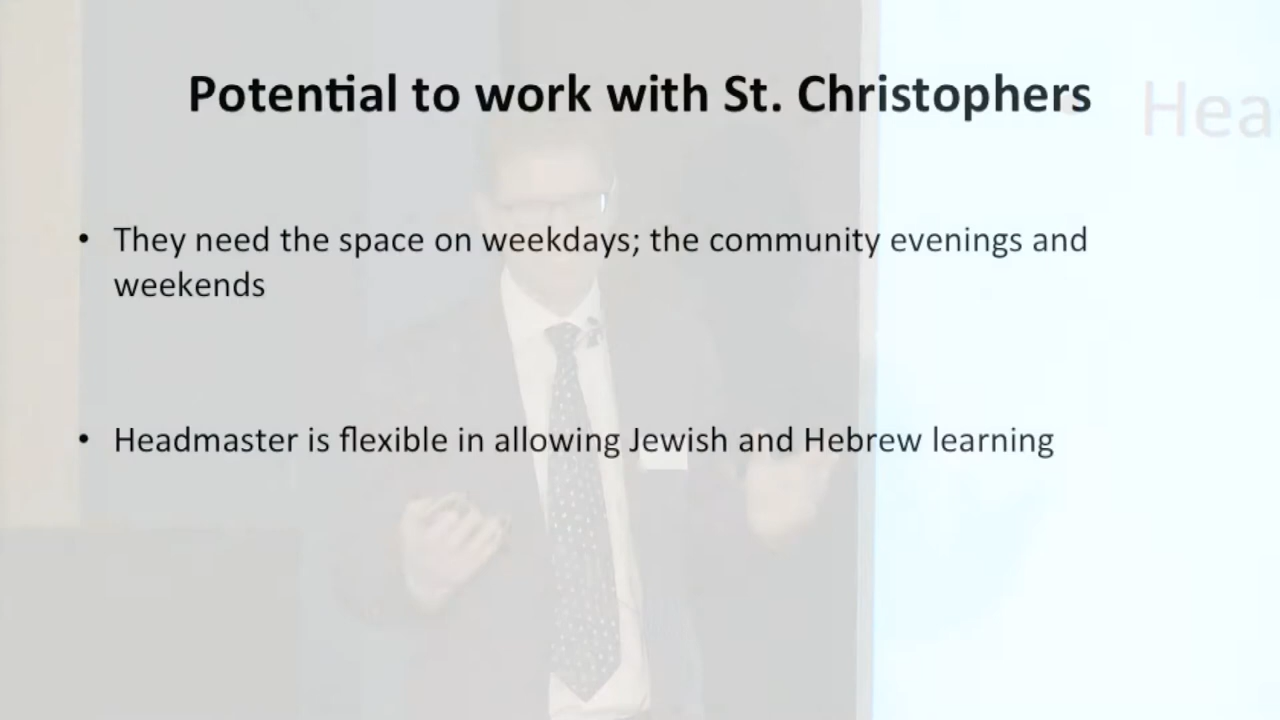 Potential to work with St. Christophers
Hea
• They need the space on weekdays; the community evenings and
weekends
• Headmaster is flexible in allowing Jewish and Hebrew learning